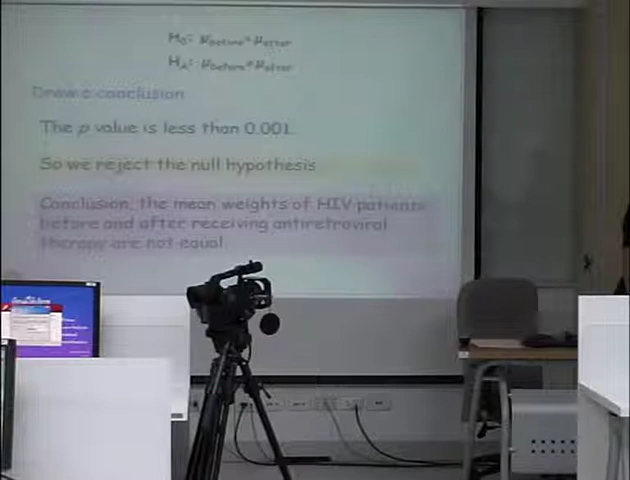 H₀: μbefore=μafter
Hᴀ: μbefore≠μafter
Draw a conclusion
The p value is less than 0.001.
So we reject the null hypothesis
Conclusion, the mean weights of HIV patients
before and after receiving antiretroviral
therapy are not equal.